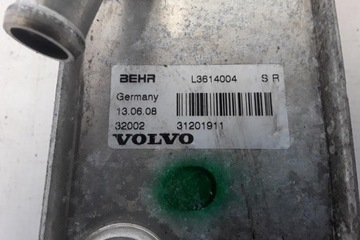 BEHR L3614004 S R
Germany
13.06.08
32002 31201911
VOLVO